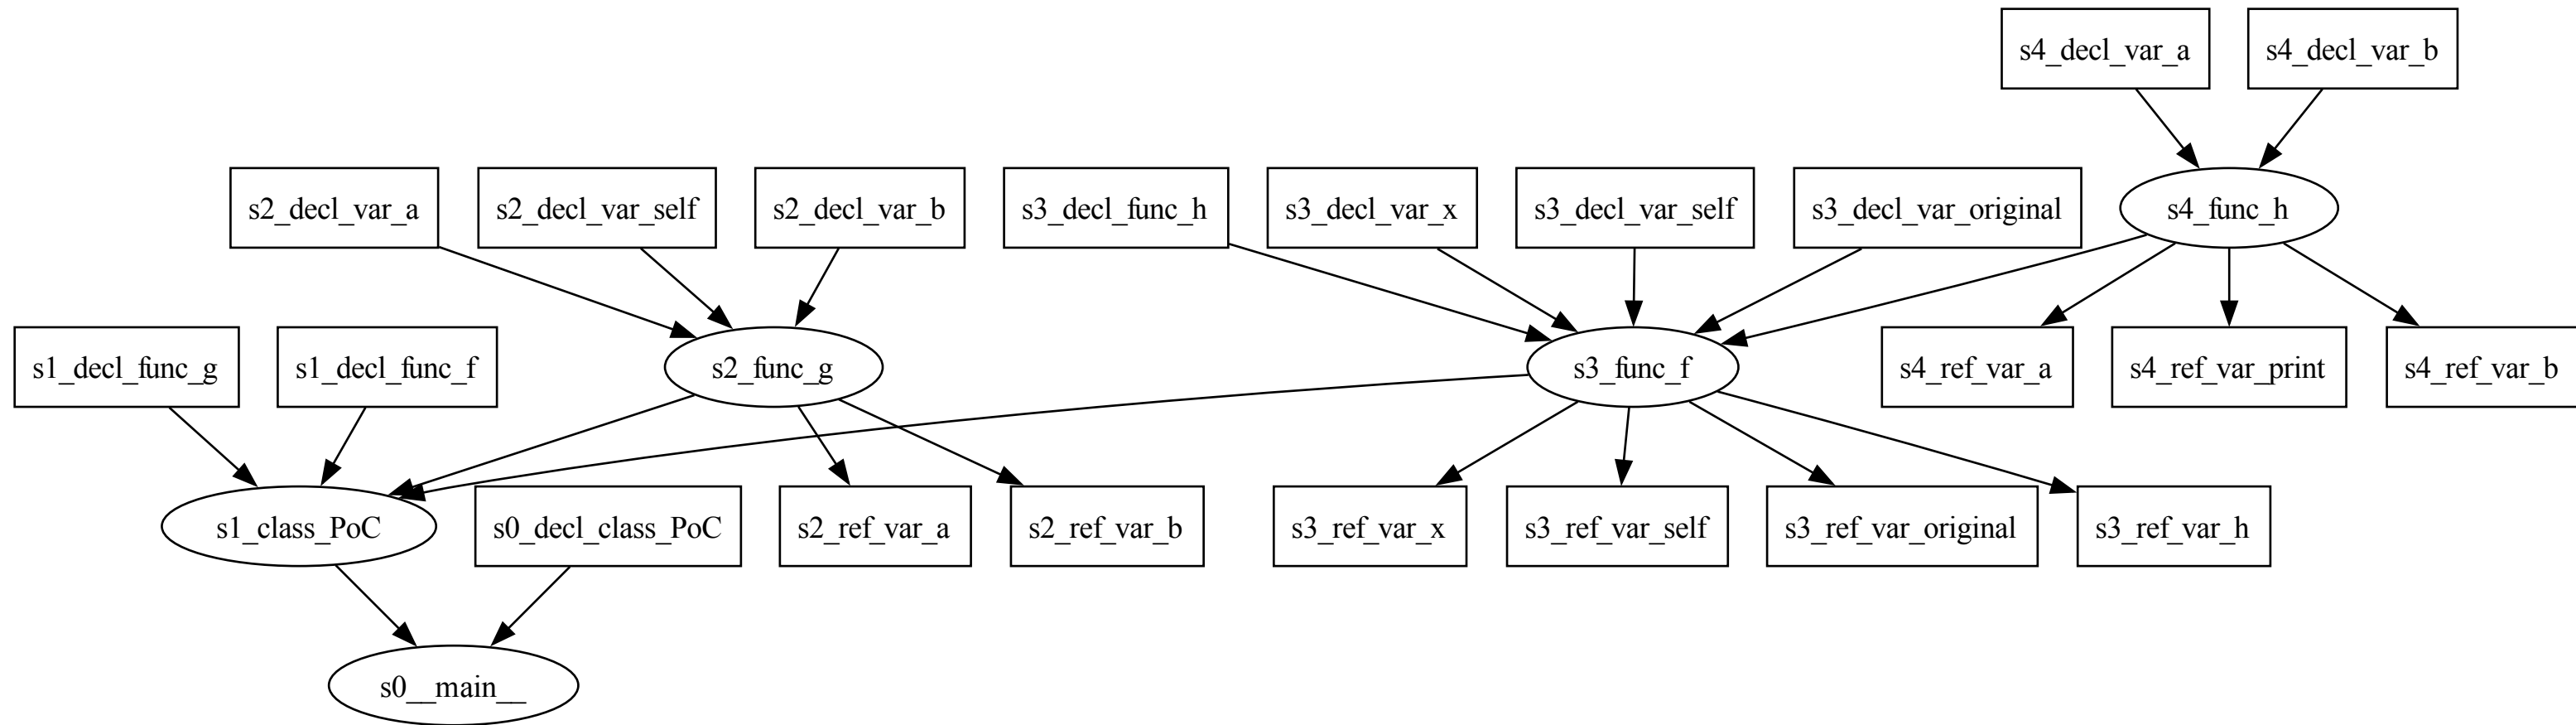 s4_decl_var_a
s4_decl_var_b
s2_decl_var_a
s2_decl_var_self
s2_decl_var_b
s3_decl_func_h
s3_decl_var_x
s3_decl_var_self
s3_decl_var_original
s4_func_h
s1_decl_func_g
s1_decl_func_f
s2_func_g
s3_func_f
s4_ref_var_a
s4_ref_var_print
s4_ref_var_b
s1_class_PoC
s0_decl_class_PoC
s2_ref_var_a
s2_ref_var_b
s3_ref_var_x
s3_ref_var_self
s3_ref_var_original
s3_ref_var_h
s0__main__